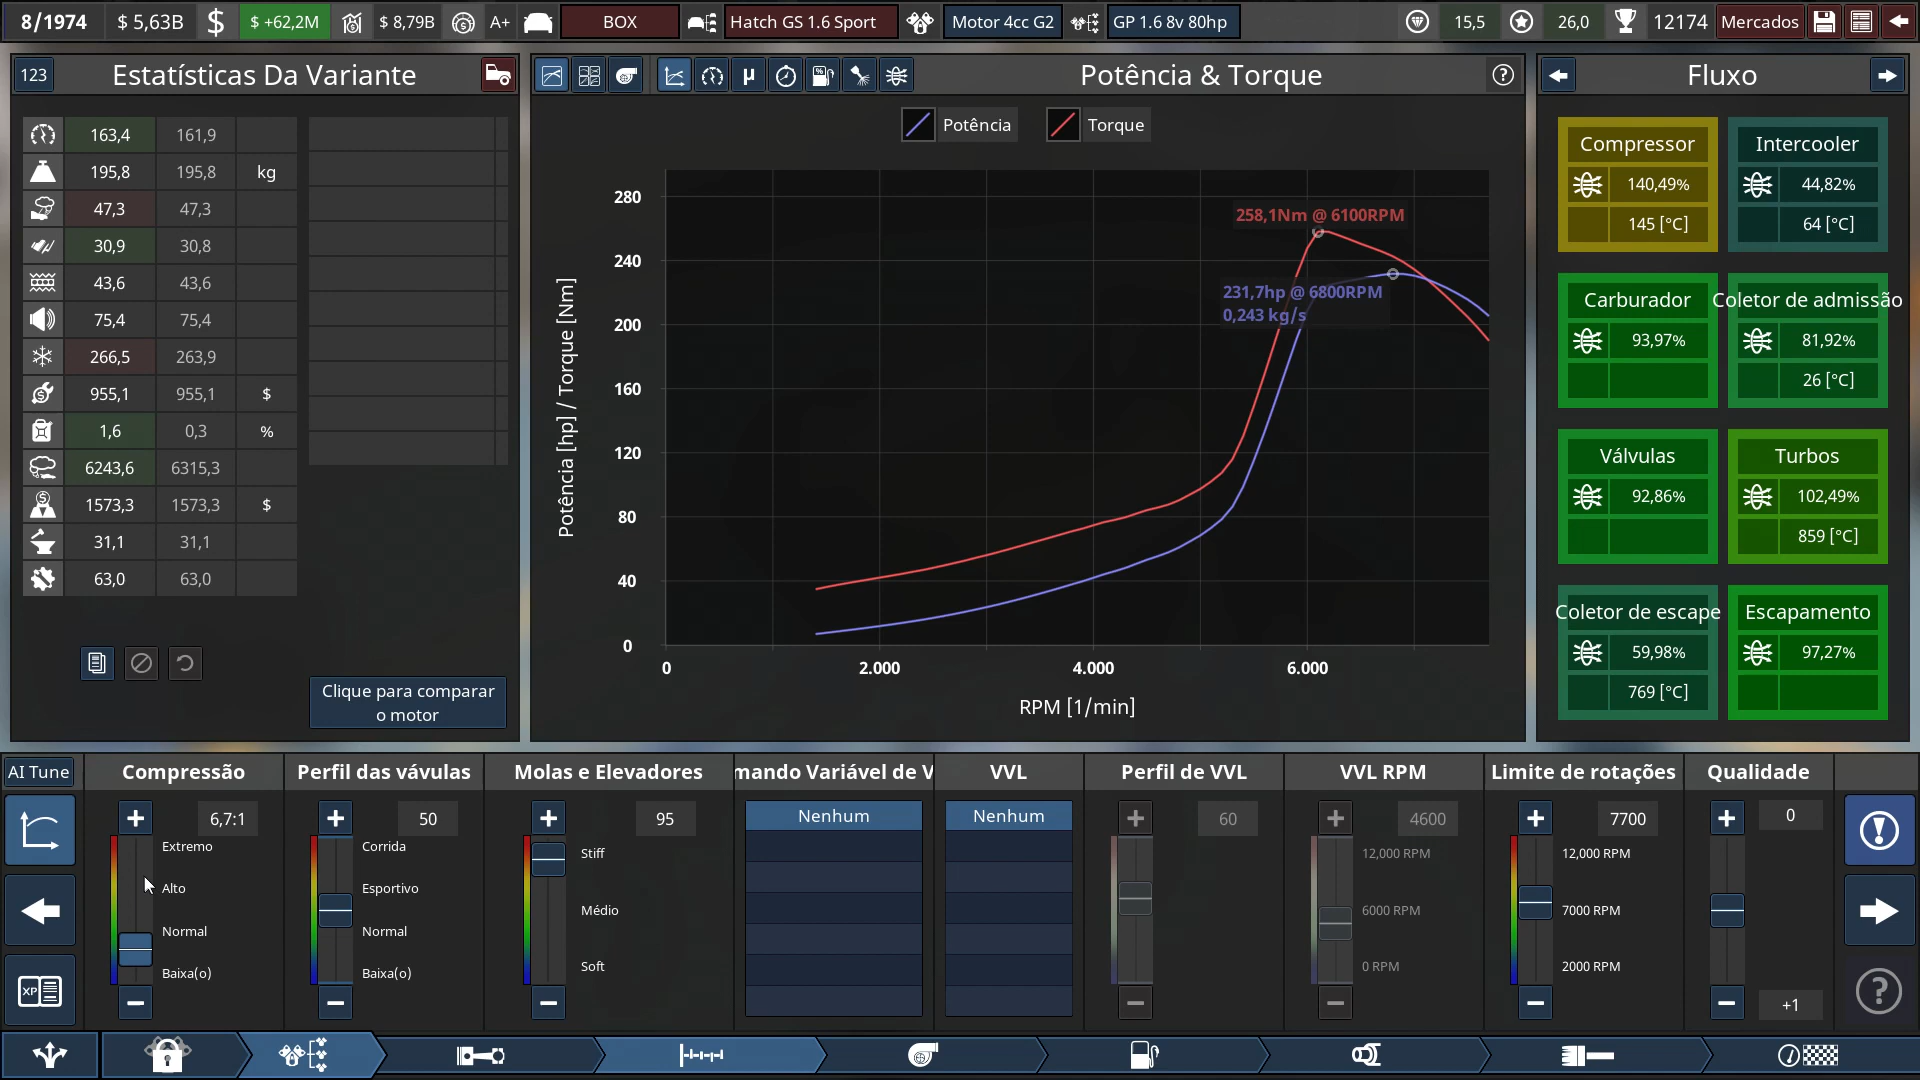 8/1974
$ 5,63B
$ +62,2M
$ 8,79B
A+
BOX
Hatch GS 1.6 Sport
Motor 4cc G2
GP 1.6 8v 80hp
15,5
26,0
12174
Mercados
123
Estatísticas Da Variante
163,4 161,9
195,8 195,8 kg
47,3 47,3
30,9 30,8
43,6 43,6
75,4 75,4
266,5 263,9
955,1 955,1 $
1,6 0,3 %
6243,6 6315,3
1573,3 1573,3 $
31,1 31,1
63,0 63,0
Clique para comparar
o motor
Potência & Torque
Potência
Torque
Potência [hp] / Torque [Nm]
280
240
200
160
120
80
40
0
258,1Nm @ 6100RPM
231,7hp @ 6800RPM
0,243 kg/s
0 2.000 4.000 6.000
RPM [1/min]
Fluxo
Compressor
140,49%
145 [°C]
Intercooler
44,82%
64 [°C]
Carburador
93,97%
Coletor de admissão
81,92%
26 [°C]
Válvulas
92,86%
Turbos
102,49%
859 [°C]
Coletor de escape
59,98%
769 [°C]
Escapamento
97,27%
AI Tune
XP
Compressão
6,7:1
Extremo
Alto
Normal
Baixa(o)
Perfil das vávulas
50
Corrida
Esportivo
Normal
Baixa(o)
Molas e Elevadores
95
Stiff
Médio
Soft
mando Variável de V
Nenhum
VVL
Nenhum
Perfil de VVL
60
VVL RPM
4600
12,000 RPM
6000 RPM
0 RPM
Limite de rotações
7700
12,000 RPM
7000 RPM
2000 RPM
Qualidade
0
+1